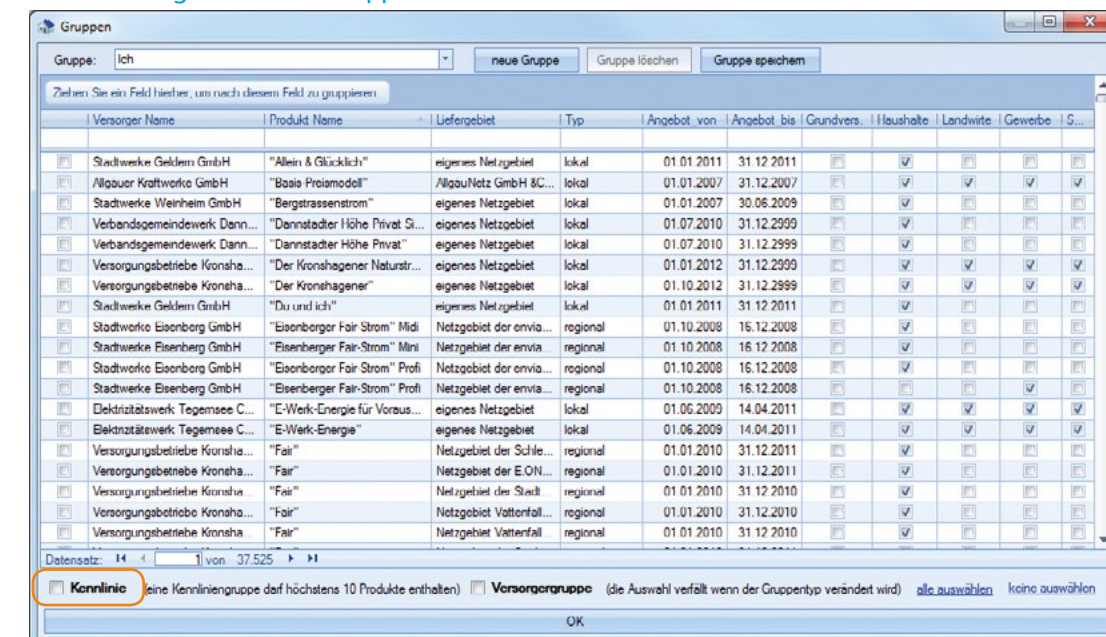 Gruppen
Gruppe: Ich neue Gruppe Gruppe löschen Gruppe speichern
Ziehen Sie ein Feld hierher, um nach diesem Feld zu gruppieren.
Versorger Name Produkt Name Liefergebiet Typ Angebot_von Angebot_bis Grundvers. Haushalte Landwirte Gewerbe S...
Stadtwerke Geldern GmbH "Allein & Glücklich" eigenes Netzgebiet lokal 01.01.2011 31.12.2011
Allgauer Kraftwerke GmbH "Basis-Preismodell" AllgauNetz GmbH &C... lokal 01.01.2007 31.12.2007
Stadtwerke Weinheim GmbH "Bergstrassenstrom" eigenes Netzgebiet lokal 01.01.2007 30.06.2009
Verbandsgemeindewerk Dann... "Dannstadter Höhe Privat Si... eigenes Netzgebiet lokal 01.07.2010 31.12.2999
Verbandsgemeindewerk Dann... "Dannstadter Höhe Privat" eigenes Netzgebiet lokal 01.07.2010 31.12.2999
Versorgungsbetriebe Kronsha... "Der Kronshagener Naturstr... eigenes Netzgebiet lokal 01.01.2012 31.12.2999
Versorgungsbetriebe Kronsha... "Der Kronshagener" eigenes Netzgebiet lokal 01.10.2012 31.12.2999
Stadtwerke Geldern GmbH "Du und ich" eigenes Netzgebiet lokal 01.01.2011 31.12.2011
Stadtwerke Eisenberg GmbH "Eisenberger Fair-Strom" Midi Netzgebiet der envia... regional 01.10.2008 16.12.2008
Stadtwerke Eisenberg GmbH "Eisenberger Fair-Strom" Mini Netzgebiet der envia... regional 01.10.2008 16.12.2008
Stadtwerke Eisenberg GmbH "Eisenberger Fair-Strom" Profi Netzgebiet der envia... regional 01.10.2008 16.12.2008
Stadtwerke Eisenberg GmbH "Eisenberger Fair-Strom" Profi Netzgebiet der envia... regional 01.10.2008 16.12.2008
Elektrizitätswerk Tegernsee C... "E-Werk-Energie für Voraus... eigenes Netzgebiet lokal 01.06.2009 14.04.2011
Elektrizitätswerk Tegernsee C... "E-Werk-Energie" eigenes Netzgebiet lokal 01.06.2009 14.04.2011
Versorgungsbetriebe Kronsha... "Fair" Netzgebiet der Schle... regional 01.01.2010 31.12.2011
Versorgungsbetriebe Kronsha... "Fair" Netzgebiet der E.ON... regional 01.01.2010 31.12.2011
Versorgungsbetriebe Kronsha... "Fair" Netzgebiet der Stadt... regional 01.01.2010 31.12.2010
Versorgungsbetriebe Kronsha... "Fair" Netzgebiet Vattenfall... regional 01.01.2010 31.12.2010
Versorgungsbetriebe Kronsha... "Fair" Netzgebiet Vattenfall... regional 01.01.2010 31.12.2010
Datensatz: 1 von 37.525
Kennlinie (eine Kennliniengruppe darf höchstens 10 Produkte enthalten) Versorgergruppe (die Auswahl verfällt wenn der Gruppentyp verändert wird) alle auswählen keine auswählen
OK